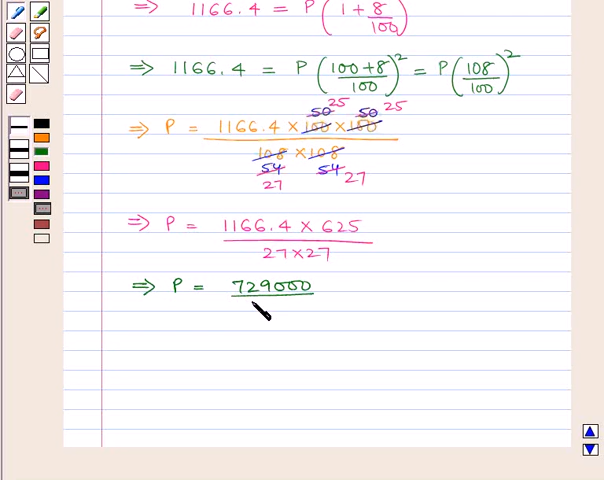 ⇒ 1166.4 = P(1 + 8/100)
⇒ 1166.4 = P((100+8)/100)² = P(108/100)²
50 25 50 25
⇒ P = 1166.4 × 100 × 100
108 × 108
54 54
27 27
⇒ P = 1166.4 × 625
27 × 27
⇒ P = 729000